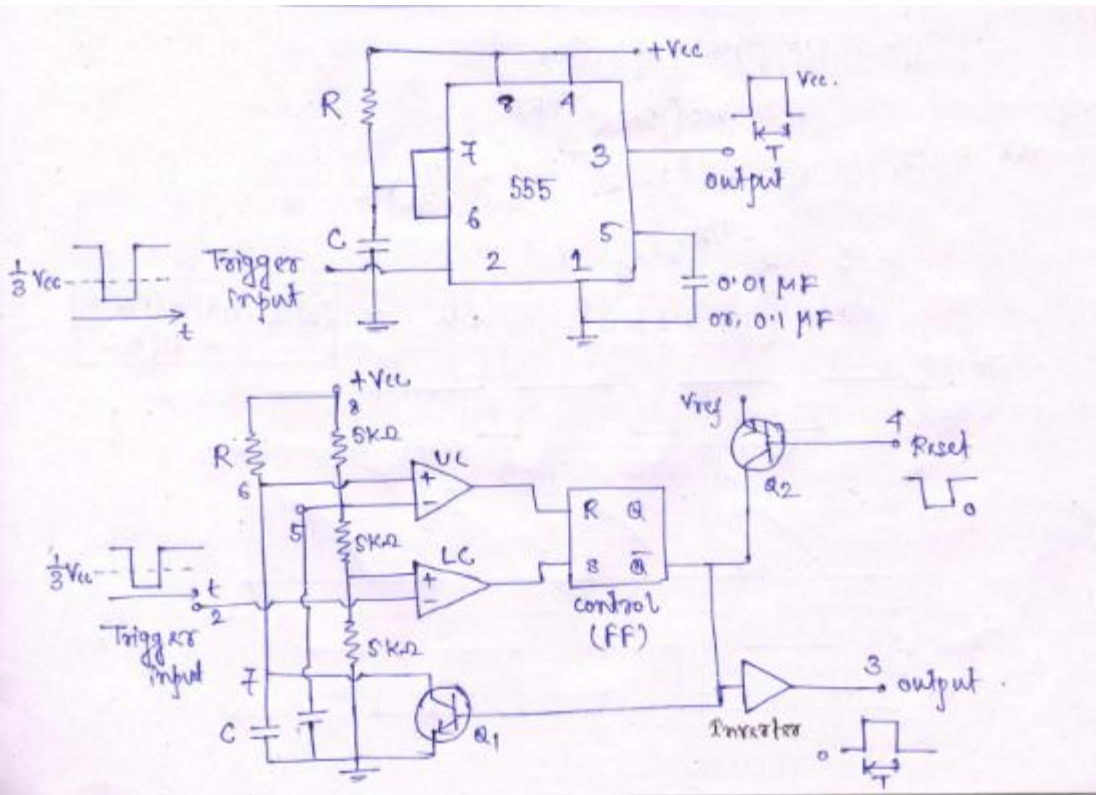 +Vcc
R
8 4
Vcc.
T
7
3
555
output
6
5
C
2
1
1/3 Vcc
Trigger
input
t
0.01 μF
or, 0.1 μF
+Vcc
8
R
5KΩ
UC
+
-
6
5
5KΩ
LC
+
-
R Q
S Q̅
control
(FF)
Vref
Q2
4
Reset
0
1/3 Vcc
t
2
Trigger
input
5KΩ
7
C
Q1
3
output.
Inverter
0
T